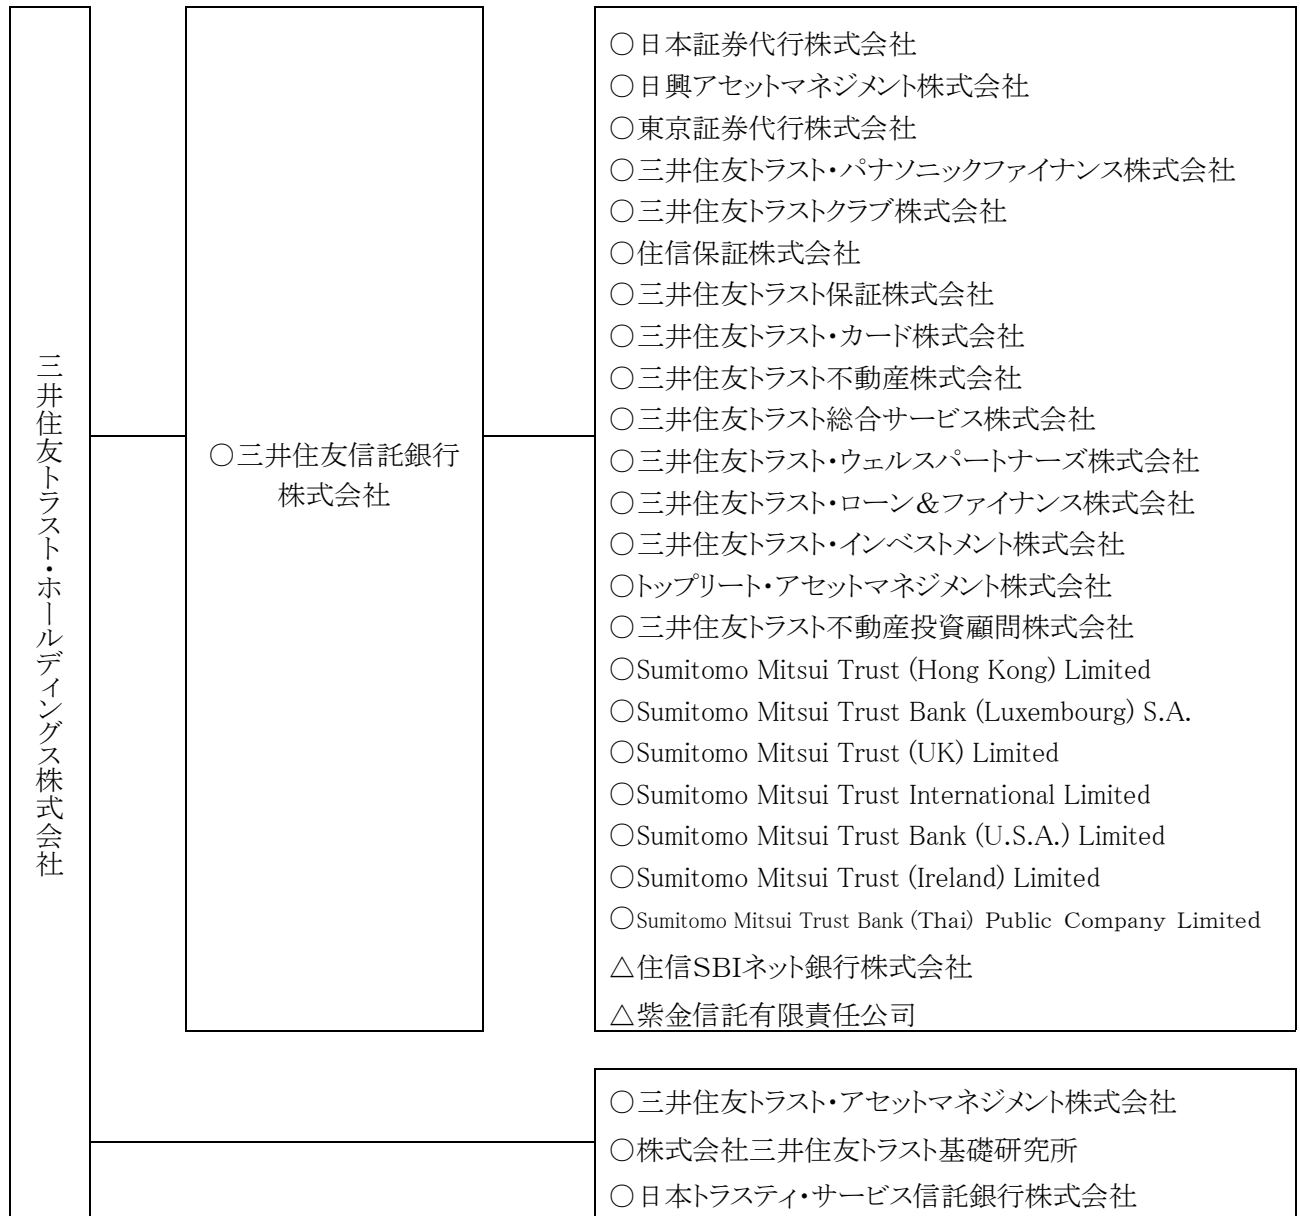 三井住友トラスト・ホールディングス株式会社
○三井住友信託銀行
株式会社
○日本証券代行株式会社
○日興アセットマネジメント株式会社
○東京証券代行株式会社
○三井住友トラスト・パナソニックファイナンス株式会社
○三井住友トラストクラブ株式会社
○住信保証株式会社
○三井住友トラスト保証株式会社
○三井住友トラスト・カード株式会社
○三井住友トラスト不動産株式会社
○三井住友トラスト総合サービス株式会社
○三井住友トラスト・ウェルスパートナーズ株式会社
○三井住友トラスト・ローン＆ファイナンス株式会社
○三井住友トラスト・インベストメント株式会社
○トップリート・アセットマネジメント株式会社
○三井住友トラスト不動産投資顧問株式会社
○Sumitomo Mitsui Trust (Hong Kong) Limited
○Sumitomo Mitsui Trust Bank (Luxembourg) S.A.
○Sumitomo Mitsui Trust (UK) Limited
○Sumitomo Mitsui Trust International Limited
○Sumitomo Mitsui Trust Bank (U.S.A.) Limited
○Sumitomo Mitsui Trust (Ireland) Limited
○Sumitomo Mitsui Trust Bank (Thai) Public Company Limited
△住信SBIネット銀行株式会社
△紫金信託有限責任公司
○三井住友トラスト・アセットマネジメント株式会社
○株式会社三井住友トラスト基礎研究所
○日本トラスティ・サービス信託銀行株式会社